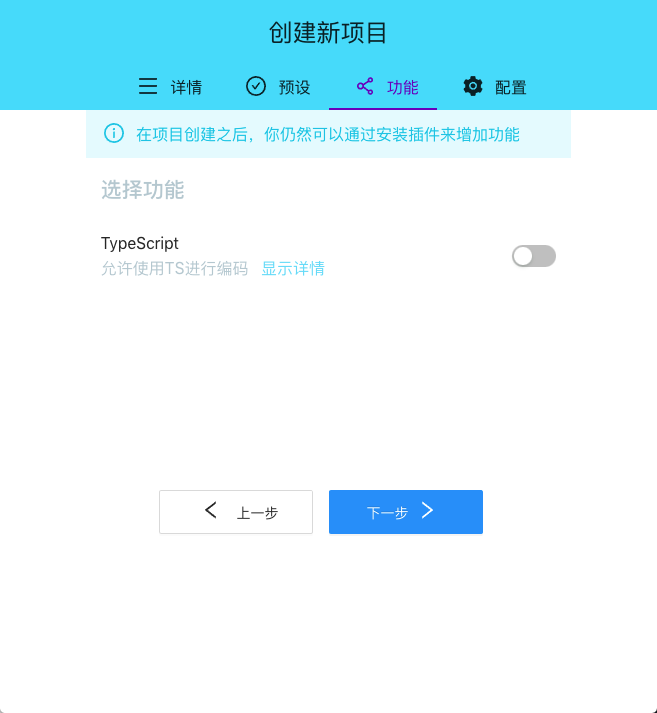 创建新项目
详情 预设 功能 配置
在项目创建之后，你仍然可以通过安装插件来增加功能
选择功能
TypeScript
允许使用TS进行编码 显示详情
上一步 下一步